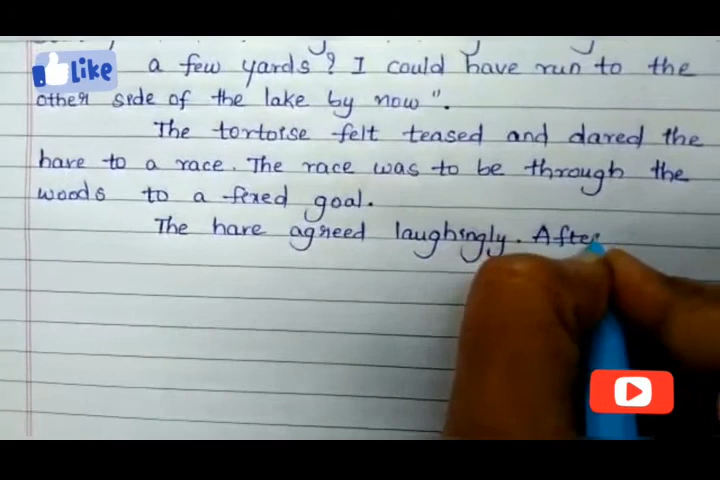 Like
a few yards? I could have run to the
other side of the lake by now".
The tortoise felt teased and dared the
hare to a race. The race was to be through the
woods to a fixed goal.
The hare agreed laughingly. After